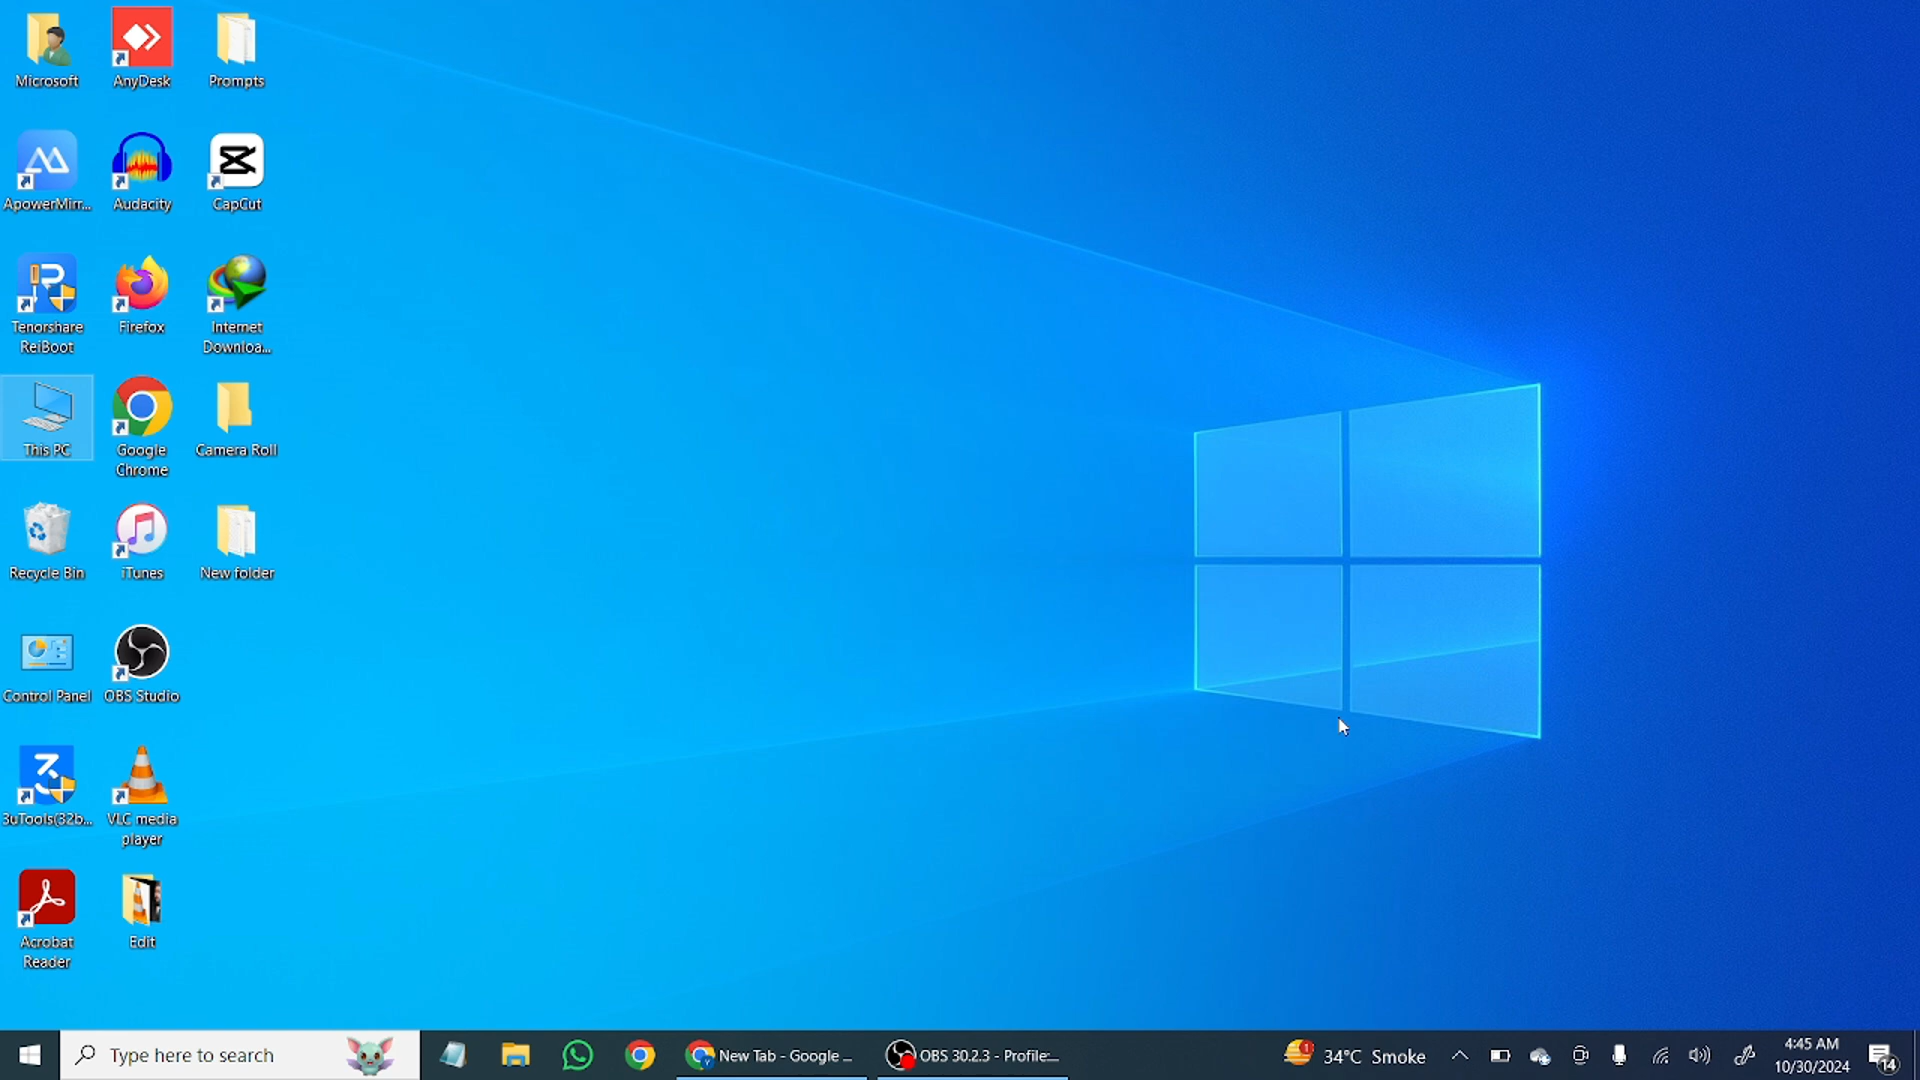 Microsoft
AnyDesk
Prompts
ApowerMirr...
Audacity
CapCut
Tenorshare
ReiBoot
Firefox
Internet
Downloa...
This PC
Google
Chrome
Camera Roll
Recycle Bin
iTunes
New folder
Control Panel
OBS Studio
3uTools(32b...
VLC media
player
Acrobat
Reader
Edit
Type here to search
New Tab - Google ...
OBS 30.2.3 - Profile:...
1
34°C Smoke
4:45 AM
10/30/2024
14